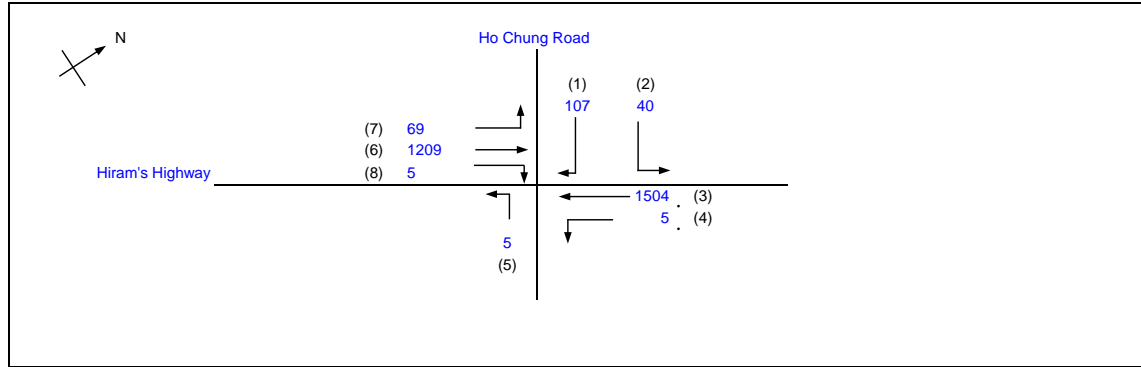 N
Ho Chung Road
(1) (2)
107 40
(7) 69
(6) 1209
(8) 5
Hiram's Highway
1504 . (3)
5 . (4)
5
(5)